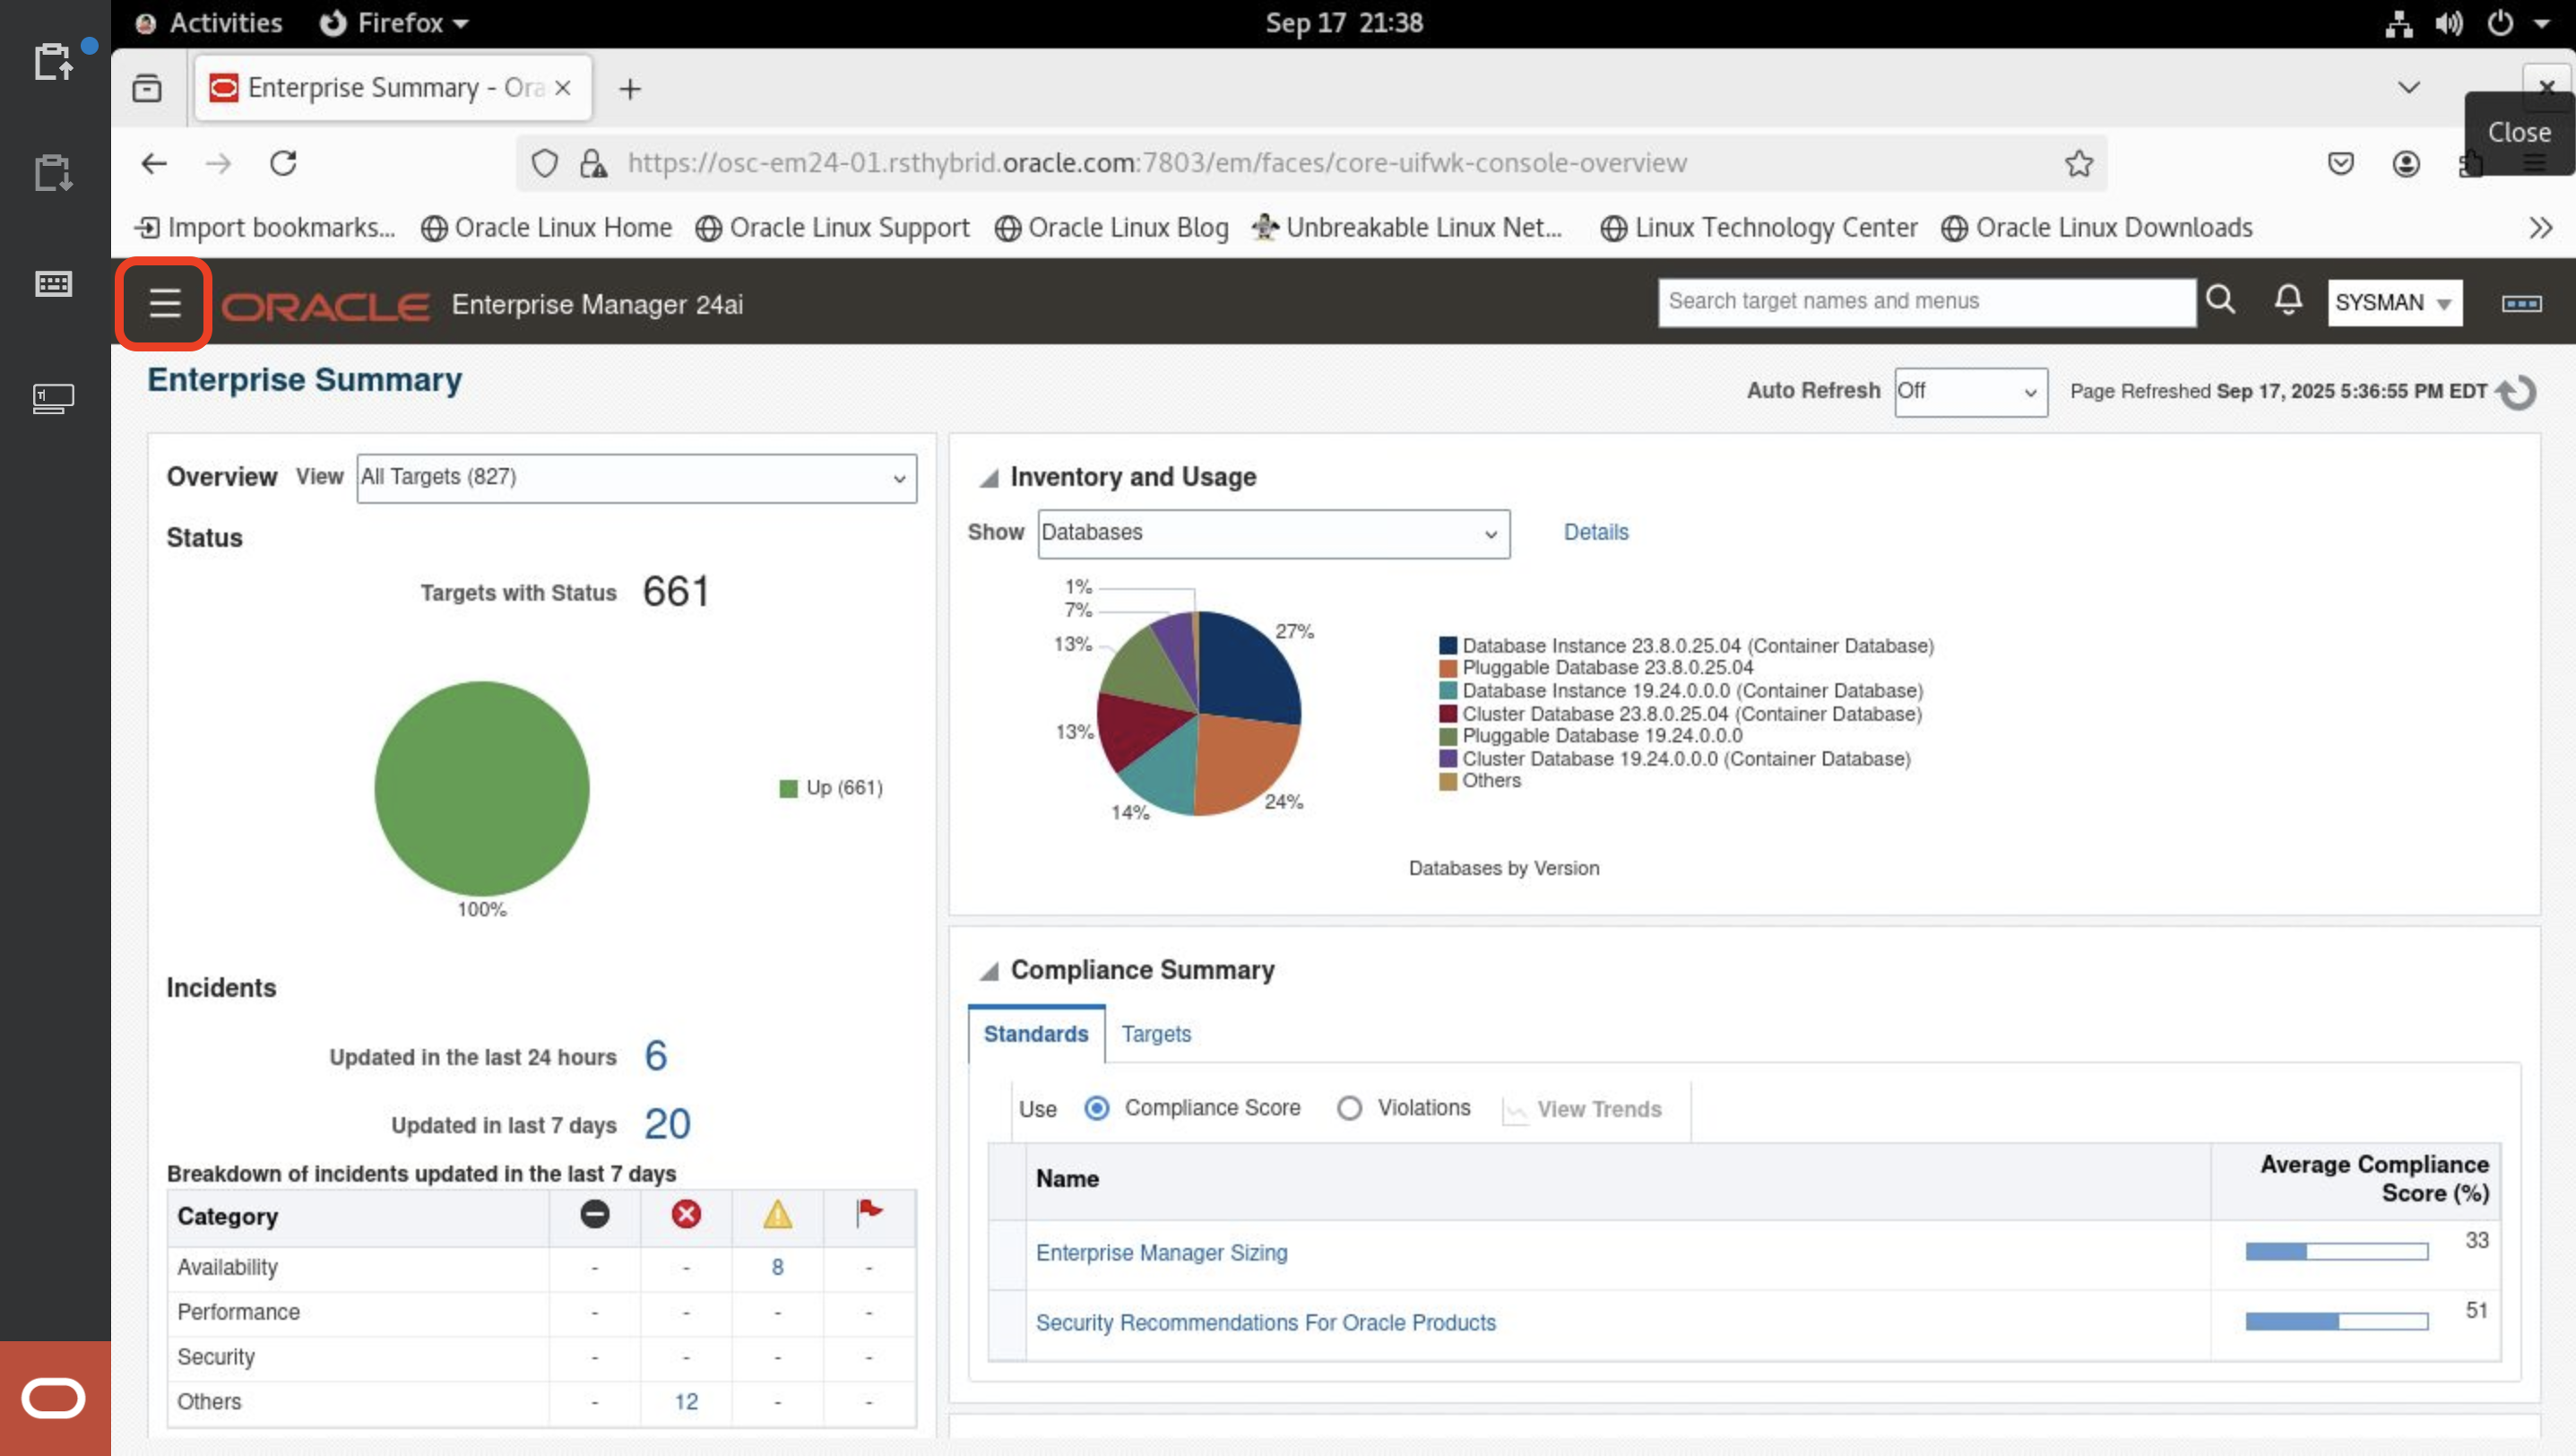 Activities
Firefox
Sep 17 21:38
Enterprise Summary - Ora
Close
https://osc-em24-01.rsthybrid.oracle.com:7803/em/faces/core-uifwk-console-overview
Import bookmarks...
Oracle Linux Home
Oracle Linux Support
Oracle Linux Blog
Unbreakable Linux Net...
Linux Technology Center
Oracle Linux Downloads
ORACLE Enterprise Manager 24ai
Search target names and menus
SYSMAN
Enterprise Summary
Auto Refresh Off
Page Refreshed Sep 17, 2025 5:36:55 PM EDT
Overview View All Targets (827)
Status
Targets with Status 661
Up (661)
100%
Incidents
Updated in the last 24 hours 6
Updated in last 7 days 20
Breakdown of incidents updated in the last 7 days
Category
Availability - - 8 -
Performance - - - -
Security - - - -
Others - 12 - -
Inventory and Usage
Show Databases Details
1%
7%
13%
27%
13%
14%
24%
Database Instance 23.8.0.25.04 (Container Database)
Pluggable Database 23.8.0.25.04
Database Instance 19.24.0.0.0 (Container Database)
Cluster Database 23.8.0.25.04 (Container Database)
Pluggable Database 19.24.0.0.0
Cluster Database 19.24.0.0.0 (Container Database)
Others
Databases by Version
Compliance Summary
Standards Targets
Use Compliance Score Violations View Trends
Name Average Compliance
Score (%)
Enterprise Manager Sizing 33
Security Recommendations For Oracle Products 51